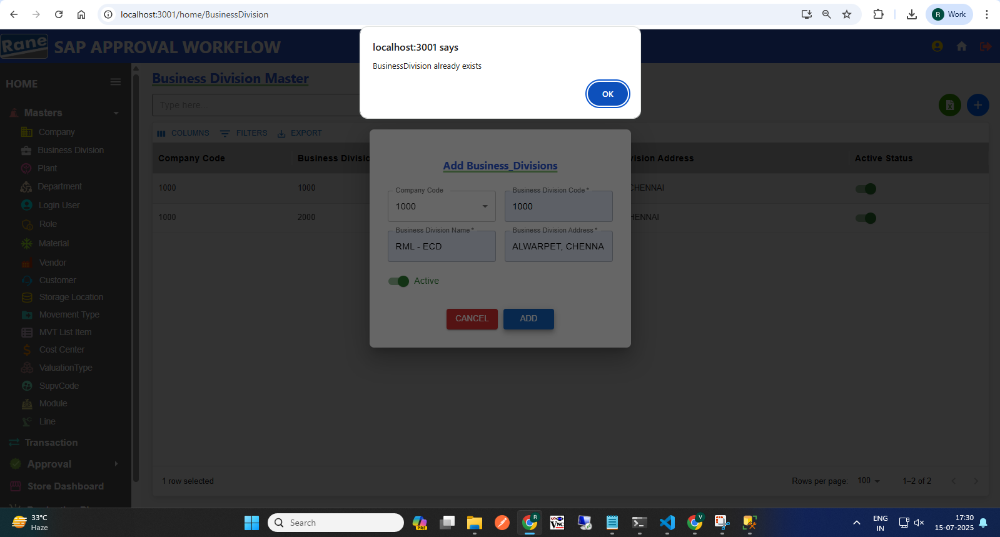 localhost:3001/home/BusinessDivision
R Work
localhost:3001 says
BusinessDivision already exists
OK
Rane SAP APPROVAL WORKFLOW
HOME
Masters
Company
Business Division
Plant
Department
Login User
Role
Material
Vendor
Customer
Storage Location
Movement Type
MVT List Item
Cost Center
ValuationType
SupvCode
Module
Line
Transaction
Approval
Store Dashboard
Business Division Master
Type here...
COLUMNS FILTERS EXPORT
Company Code Business Divisio vision Address Active Status
1000 1000 CHENNAI
1000 2000 HENNAI
Add Business_Divisions
Company Code Business Division Code *
1000 1000
Business Division Name * Business Division Address *
RML - ECD ALWARPET, CHENNA
Active
CANCEL ADD
1 row selected Rows per page: 100 1–2 of 2
33°C
Haze
Search
PRE
R
VNC
V
ENG
IN
17:30
15-07-2025